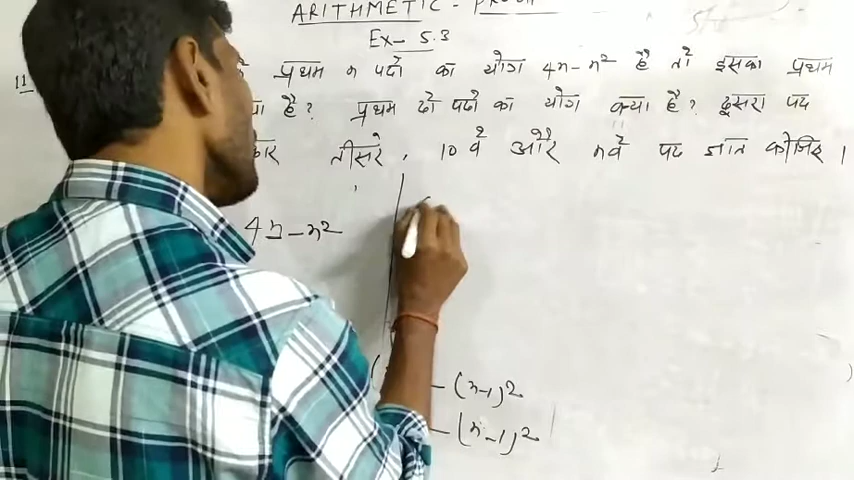 ARITHMETIC -
Ex- 5.3
11 प्रथम n पदों का योग 4n-n² है तो इसका प्रथम
है? प्रथम दो पदों का योग क्या है? दूसरा पद
तीसरे, 10 वें और nवें पद ज्ञात कीजिए।
4n-n²
- (n-1)2
- (n-1)2